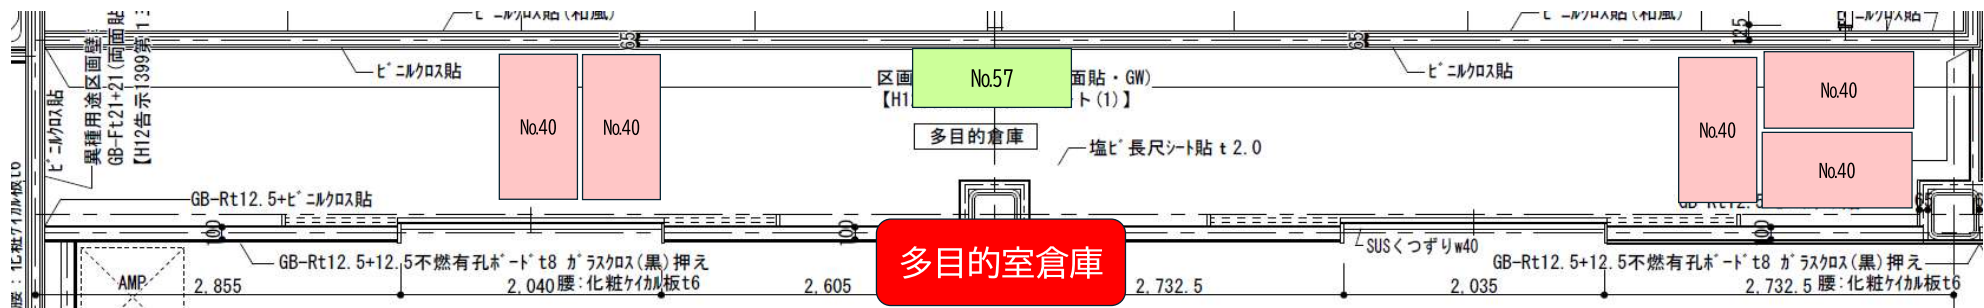 65
65
125
ビニルクロス貼
ビニルクロス貼
ビニルクロス貼
異種用途区画壁:
GB-Ft21+21(両面貼
【H12告示1399第1
No.40
No.40
No.57
区画
面貼・GW)
【H1
ト(1)】
多目的倉庫
塩ビ長尺シート貼 t2.0
No.40
No.40
No.40
GB-Rt12.5+ビニルクロス貼
100
100
100
65
多目的室倉庫
SUSくつずりw40
GB-Rt12.5+12.5不燃有孔ボードt8 ガラスクロス(黒)押え
腰:化粧ケイカル板t6
GB-Rt12.5+12.5不燃有孔ボードt8 ガラスクロス(黒)押え
腰:化粧ケイカル板t6
AMP
2,855
2,040
2,605
2,732.5
2,035
2,732.5